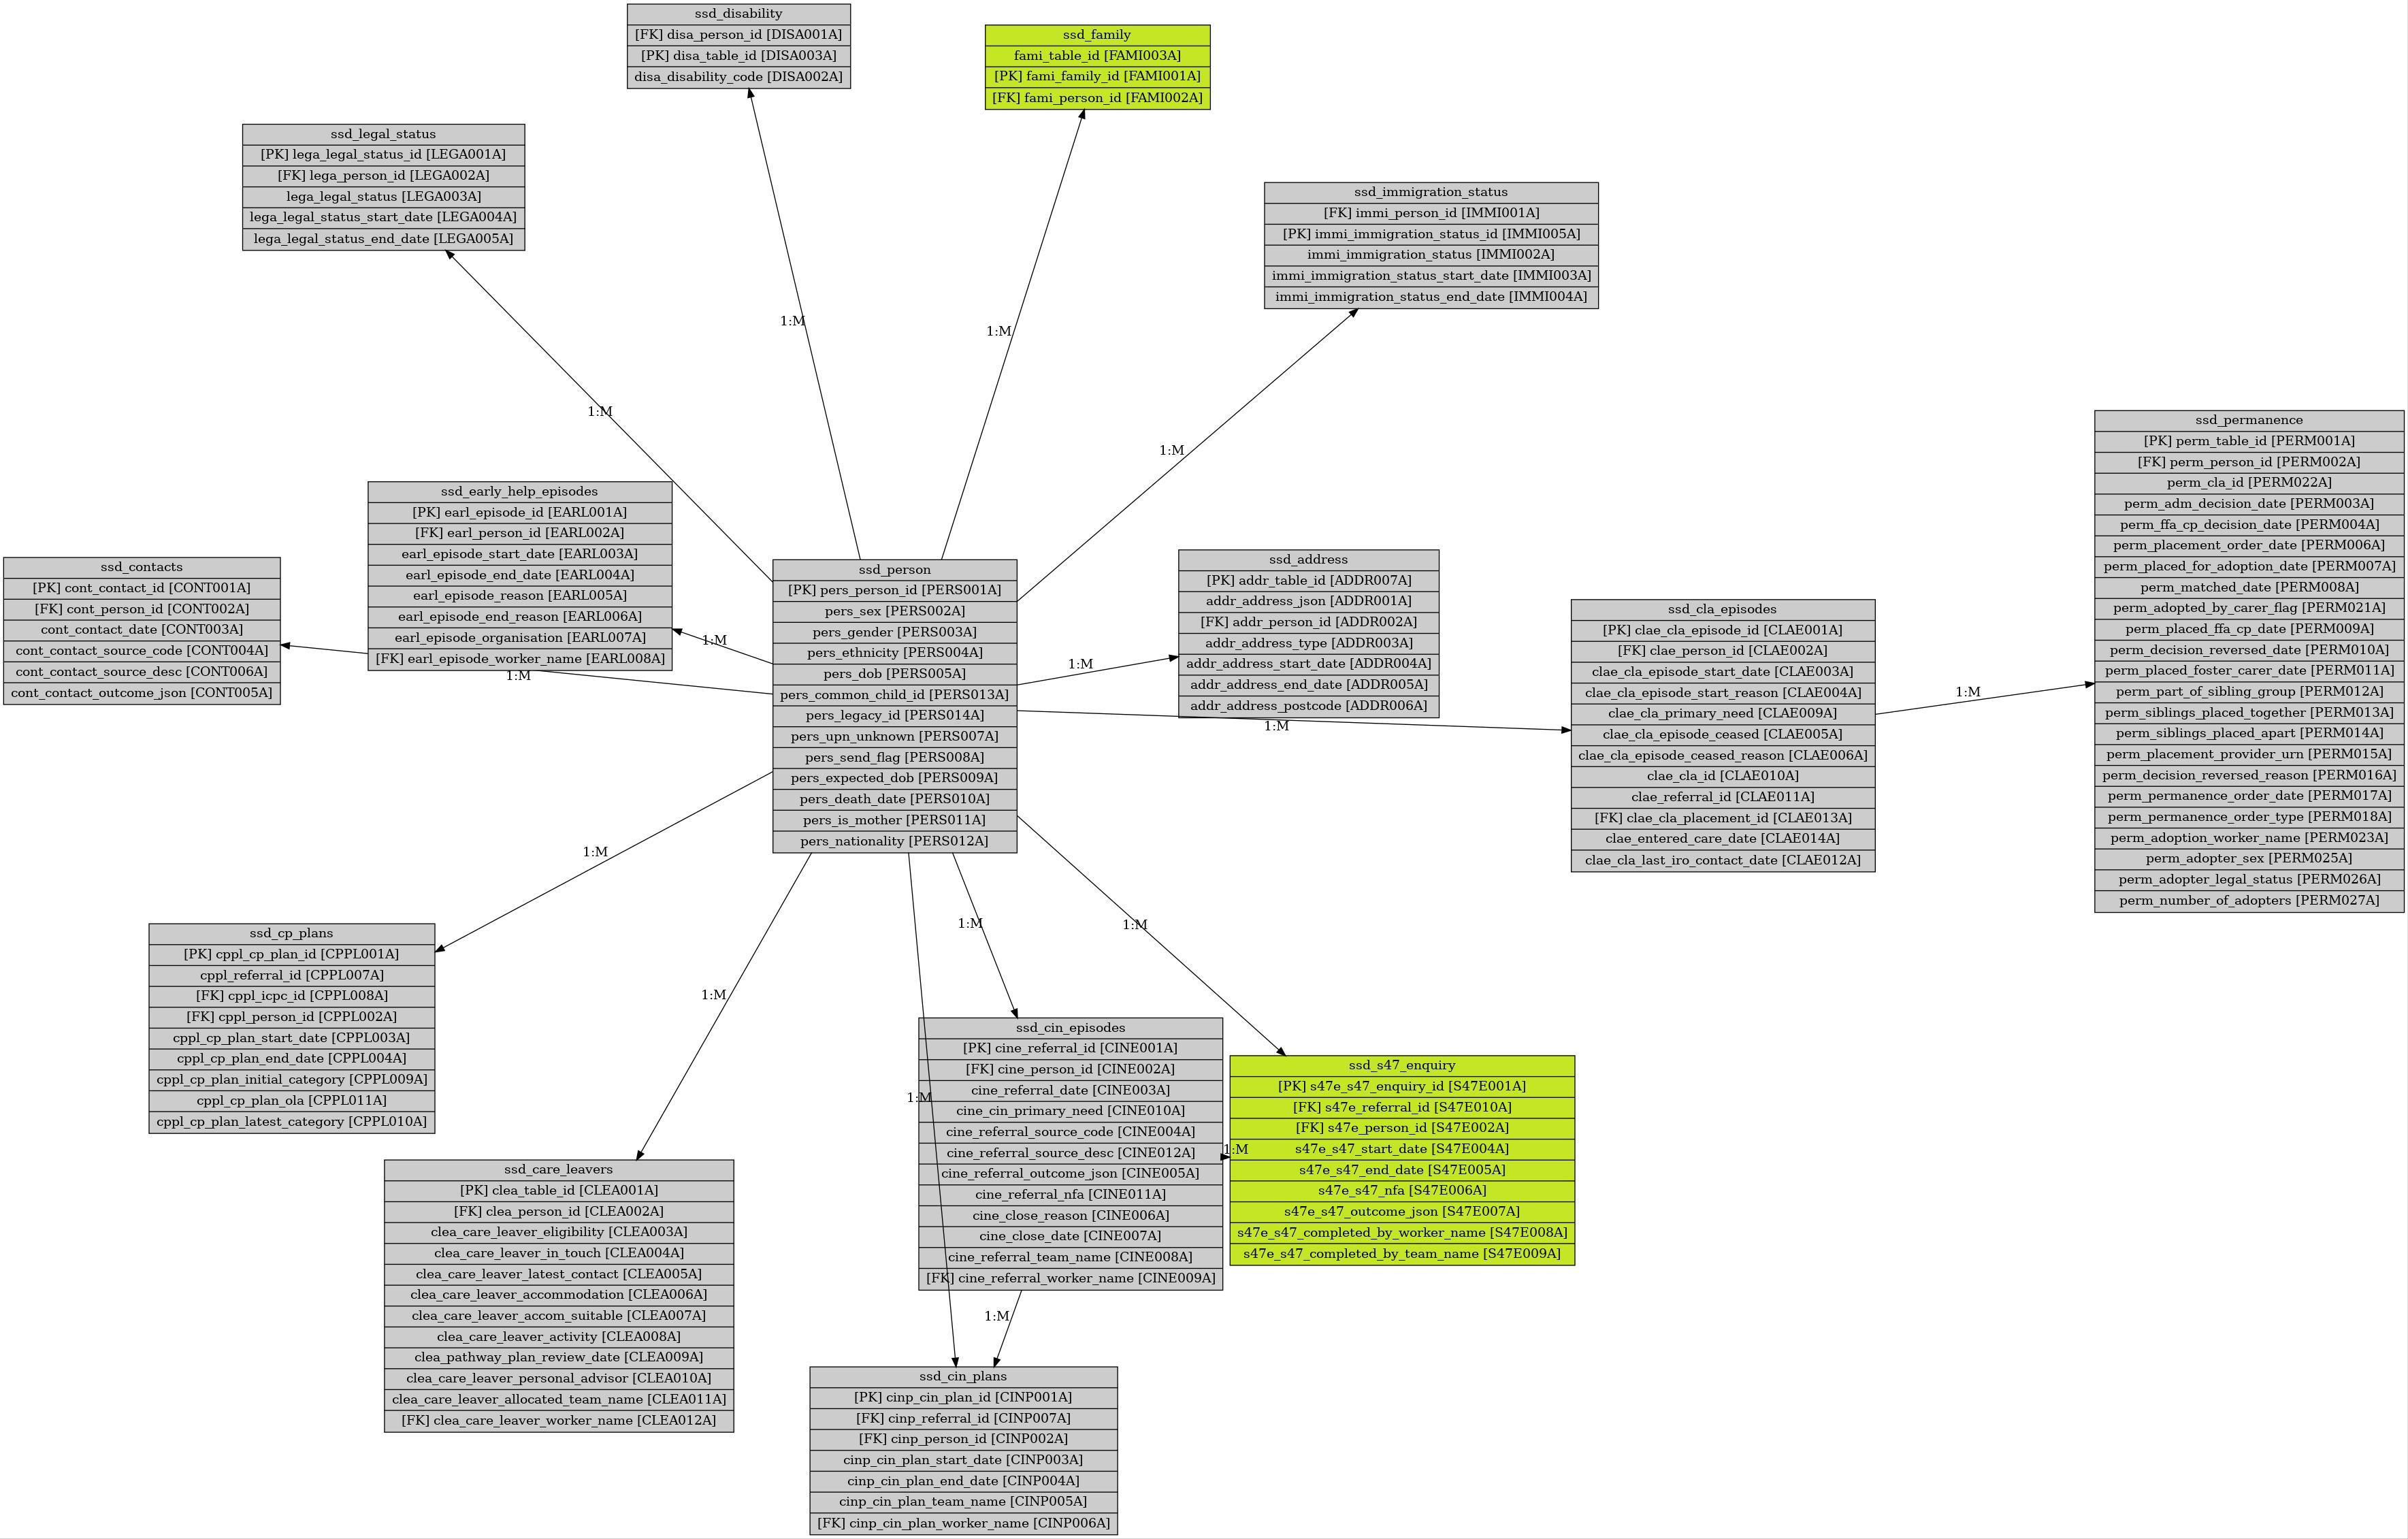 ssd_disability
[FK] disa_person_id [DISA001A]
[PK] disa_table_id [DISA003A]
disa_disability_code [DISA002A]
ssd_family
fami_table_id [FAMI003A]
[PK] fami_family_id [FAMI001A]
[FK] fami_person_id [FAMI002A]
ssd_legal_status
[PK] lega_legal_status_id [LEGA001A]
[FK] lega_person_id [LEGA002A]
lega_legal_status [LEGA003A]
lega_legal_status_start_date [LEGA004A]
lega_legal_status_end_date [LEGA005A]
ssd_immigration_status
[FK] immi_person_id [IMMI001A]
[PK] immi_immigration_status_id [IMMI005A]
immi_immigration_status [IMMI002A]
immi_immigration_status_start_date [IMMI003A]
immi_immigration_status_end_date [IMMI004A]
1:M
1:M
1:M
1:M
ssd_permanence
[PK] perm_table_id [PERM001A]
[FK] perm_person_id [PERM002A]
perm_cla_id [PERM022A]
perm_adm_decision_date [PERM003A]
perm_ffa_cp_decision_date [PERM004A]
perm_placement_order_date [PERM006A]
perm_placed_for_adoption_date [PERM007A]
perm_matched_date [PERM008A]
perm_adopted_by_carer_flag [PERM021A]
perm_placed_ffa_cp_date [PERM009A]
perm_decision_reversed_date [PERM010A]
perm_placed_foster_carer_date [PERM011A]
perm_part_of_sibling_group [PERM012A]
perm_siblings_placed_together [PERM013A]
perm_siblings_placed_apart [PERM014A]
perm_placement_provider_urn [PERM015A]
perm_decision_reversed_reason [PERM016A]
perm_permanence_order_date [PERM017A]
perm_permanence_order_type [PERM018A]
perm_adoption_worker_name [PERM023A]
perm_adopter_sex [PERM025A]
perm_adopter_legal_status [PERM026A]
perm_number_of_adopters [PERM027A]
ssd_early_help_episodes
[PK] earl_episode_id [EARL001A]
[FK] earl_person_id [EARL002A]
earl_episode_start_date [EARL003A]
earl_episode_end_date [EARL004A]
earl_episode_reason [EARL005A]
earl_episode_end_reason [EARL006A]
earl_episode_organisation [EARL007A]
[FK] earl_episode_worker_name [EARL008A]
ssd_contacts
[PK] cont_contact_id [CONT001A]
[FK] cont_person_id [CONT002A]
cont_contact_date [CONT003A]
cont_contact_source_code [CONT004A]
cont_contact_source_desc [CONT006A]
cont_contact_outcome_json [CONT005A]
ssd_person
[PK] pers_person_id [PERS001A]
pers_sex [PERS002A]
pers_gender [PERS003A]
pers_ethnicity [PERS004A]
pers_dob [PERS005A]
pers_common_child_id [PERS013A]
pers_legacy_id [PERS014A]
pers_upn_unknown [PERS007A]
pers_send_flag [PERS008A]
pers_expected_dob [PERS009A]
pers_death_date [PERS010A]
pers_is_mother [PERS011A]
pers_nationality [PERS012A]
ssd_address
[PK] addr_table_id [ADDR007A]
addr_address_json [ADDR001A]
[FK] addr_person_id [ADDR002A]
addr_address_type [ADDR003A]
addr_address_start_date [ADDR004A]
addr_address_end_date [ADDR005A]
addr_address_postcode [ADDR006A]
ssd_cla_episodes
[PK] clae_cla_episode_id [CLAE001A]
[FK] clae_person_id [CLAE002A]
clae_cla_episode_start_date [CLAE003A]
clae_cla_episode_start_reason [CLAE004A]
clae_cla_primary_need [CLAE009A]
clae_cla_episode_ceased [CLAE005A]
clae_cla_episode_ceased_reason [CLAE006A]
clae_cla_id [CLAE010A]
clae_referral_id [CLAE011A]
[FK] clae_cla_placement_id [CLAE013A]
clae_entered_care_date [CLAE014A]
clae_cla_last_iro_contact_date [CLAE012A]
1:M
1:M
1:M
1:M
1:M
1:M
1:M
1:M
1:M
ssd_cp_plans
[PK] cppl_cp_plan_id [CPPL001A]
cppl_referral_id [CPPL007A]
[FK] cppl_icpc_id [CPPL008A]
[FK] cppl_person_id [CPPL002A]
cppl_cp_plan_start_date [CPPL003A]
cppl_cp_plan_end_date [CPPL004A]
cppl_cp_plan_initial_category [CPPL009A]
cppl_cp_plan_ola [CPPL011A]
cppl_cp_plan_latest_category [CPPL010A]
ssd_cin_episodes
[PK] cine_referral_id [CINE001A]
[FK] cine_person_id [CINE002A]
cine_referral_date [CINE003A]
cine_cin_primary_need [CINE010A]
cine_referral_source_code [CINE004A]
cine_referral_source_desc [CINE012A]
cine_referral_outcome_json [CINE005A]
cine_referral_nfa [CINE011A]
cine_close_reason [CINE006A]
cine_close_date [CINE007A]
cine_referral_team_name [CINE008A]
[FK] cine_referral_worker_name [CINE009A]
1:M
1:M
ssd_s47_enquiry
[PK] s47e_s47_enquiry_id [S47E001A]
[FK] s47e_referral_id [S47E010A]
[FK] s47e_person_id [S47E002A]
s47e_s47_start_date [S47E004A]
s47e_s47_end_date [S47E005A]
s47e_s47_nfa [S47E006A]
s47e_s47_outcome_json [S47E007A]
s47e_s47_completed_by_worker_name [S47E008A]
s47e_s47_completed_by_team_name [S47E009A]
ssd_care_leavers
[PK] clea_table_id [CLEA001A]
[FK] clea_person_id [CLEA002A]
clea_care_leaver_eligibility [CLEA003A]
clea_care_leaver_in_touch [CLEA004A]
clea_care_leaver_latest_contact [CLEA005A]
clea_care_leaver_accommodation [CLEA006A]
clea_care_leaver_accom_suitable [CLEA007A]
clea_care_leaver_activity [CLEA008A]
clea_pathway_plan_review_date [CLEA009A]
clea_care_leaver_personal_advisor [CLEA010A]
clea_care_leaver_allocated_team_name [CLEA011A]
[FK] clea_care_leaver_worker_name [CLEA012A]
1:M
ssd_cin_plans
[PK] cinp_cin_plan_id [CINP001A]
[FK] cinp_referral_id [CINP007A]
[FK] cinp_person_id [CINP002A]
cinp_cin_plan_start_date [CINP003A]
cinp_cin_plan_end_date [CINP004A]
cinp_cin_plan_team_name [CINP005A]
[FK] cinp_cin_plan_worker_name [CINP006A]